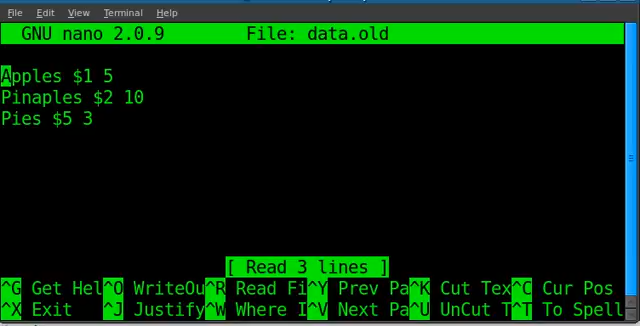 File Edit View Terminal Help
GNU nano 2.0.9 File: data.old
Apples $1 5
Pinaples $2 10
Pies $5 3
[ Read 3 lines ]
^G Get Hel^O WriteOu^R Read Fi^Y Prev Pa^K Cut Tex^C Cur Pos
^X Exit ^J Justify^W Where I^V Next Pa^U UnCut T^T To Spell